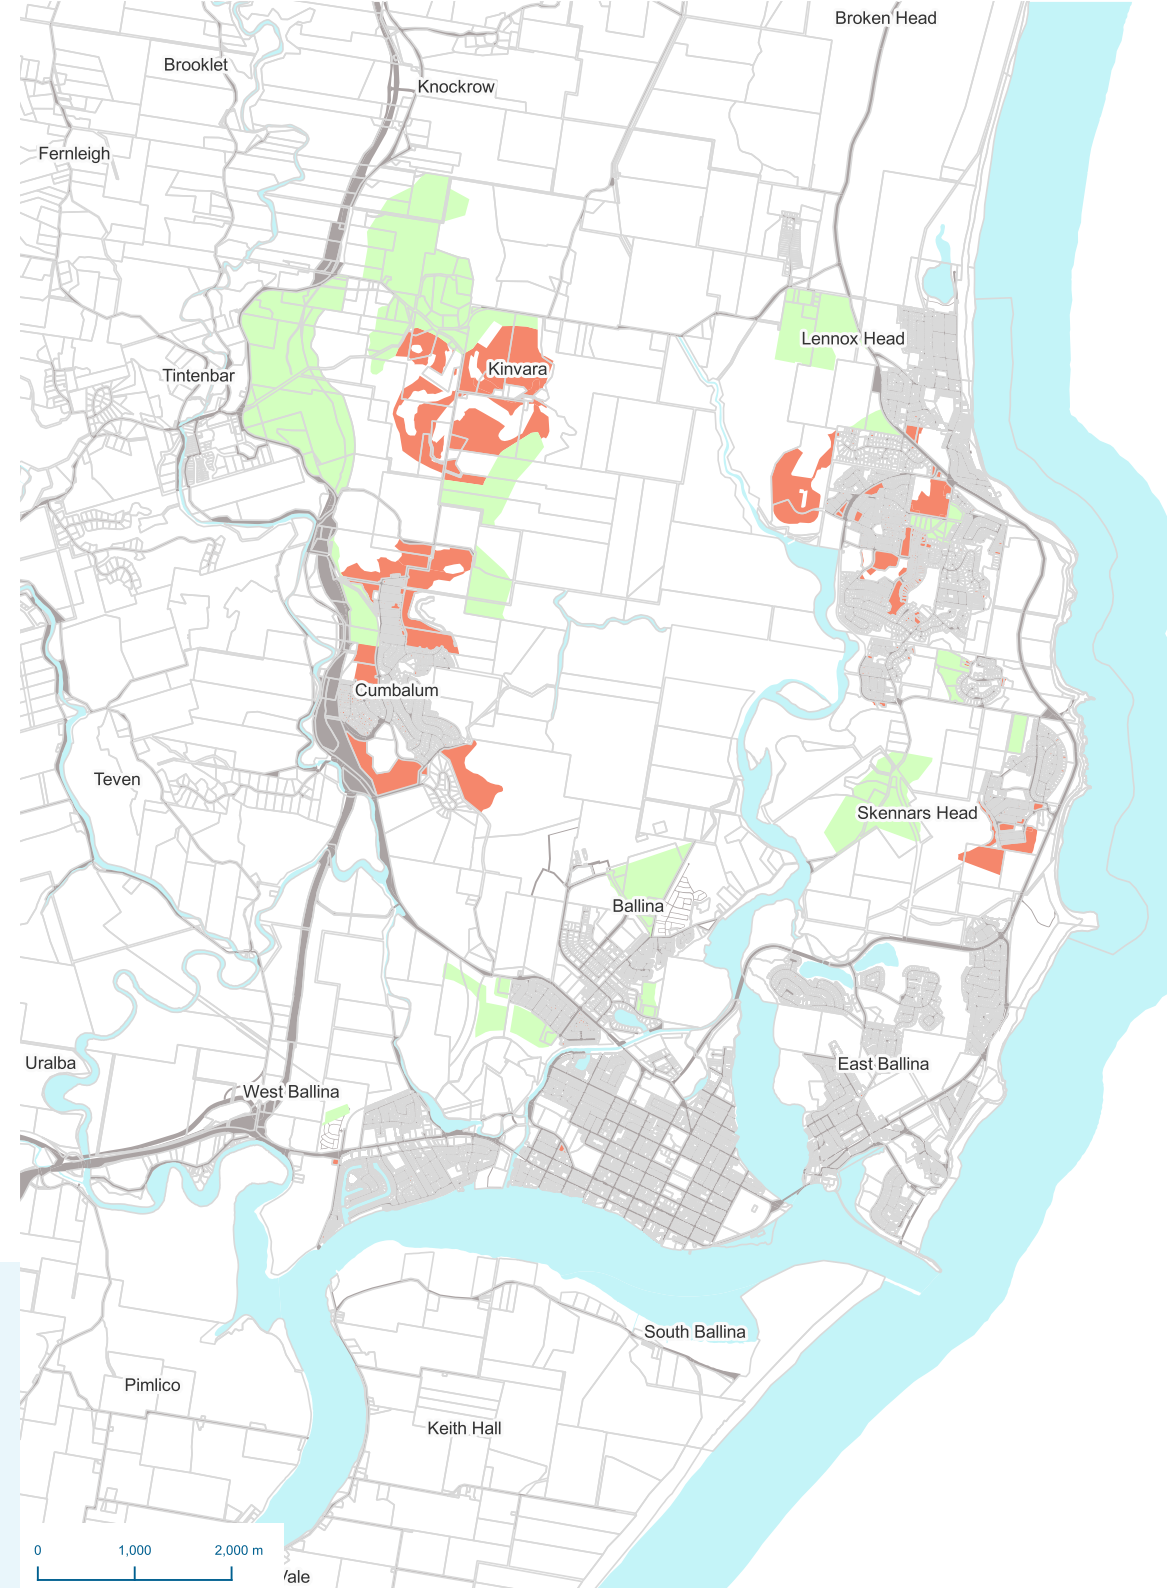 Broken Head
Brooklet
Knockrow
Fernleigh
Lennox Head
Kinvara
Tintenbar
Cumbalum
Teven
Skennars Head
Ballina
Uralba
East Ballina
West Ballina
South Ballina
Pimlico
Keith Hall
0 1,000 2,000 m